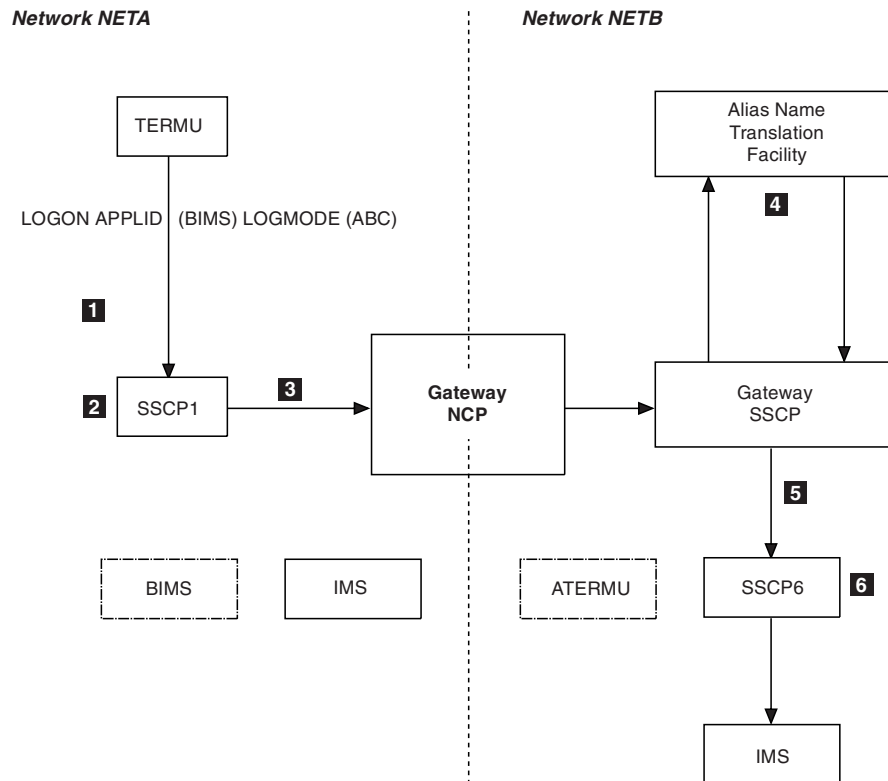 Network NETA
Network NETB
TERMU
Alias Name
Translation
Facility
4
LOGON APPLID (BIMS) LOGMODE (ABC)
1
2
SSCP1
3
Gateway
NCP
Gateway
SSCP
5
BIMS
IMS
ATERMU
SSCP6
6
IMS